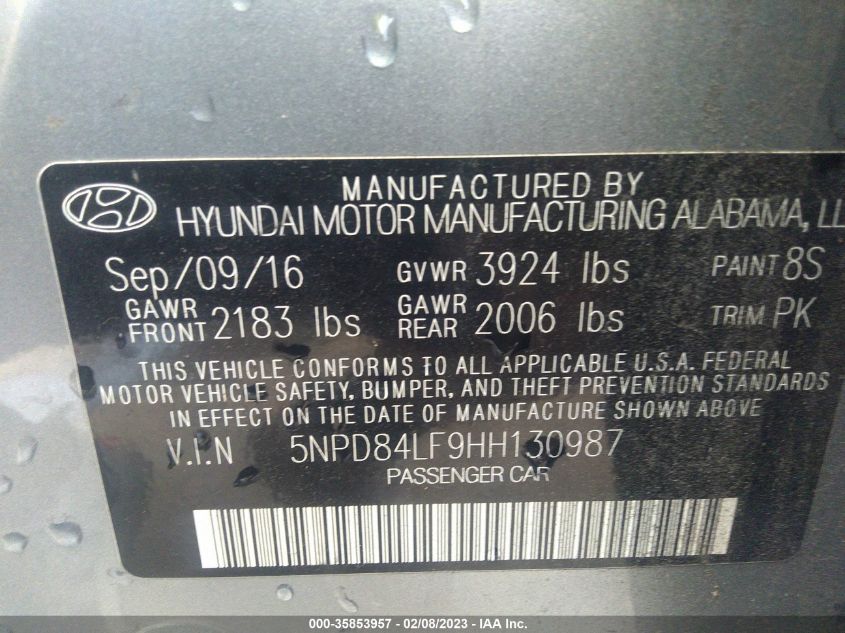 MANUFACTURED BY
HYUNDAI MOTOR MANUFACTURING ALABAMA, LL
Sep/09/16 GVWR 3924 lbs PAINT 8S
GAWR FRONT 2183 lbs GAWR REAR 2006 lbs TRIM PK
THIS VEHICLE CONFORMS TO ALL APPLICABLE U.S.A. FEDERAL
MOTOR VEHICLE SAFETY, BUMPER, AND THEFT PREVENTION STANDARDS
IN EFFECT ON THE DATE OF MANUFACTURE SHOWN ABOVE.
V.I.N 5NPD84LF9HH130987
PASSENGER CAR
000-35853957 - 02/08/2023 - IAA Inc.